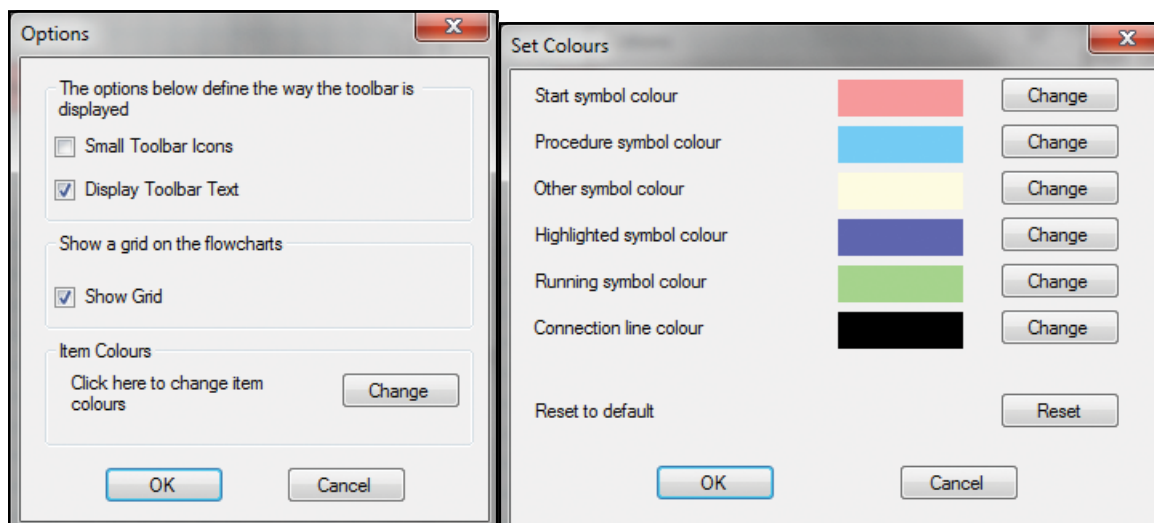 Options
The options below define the way the toolbar is
displayed
Small Toolbar Icons
Display Toolbar Text
Show a grid on the flowcharts
Show Grid
Item Colours
Click here to change item
colours
Change
OK
Cancel
Set Colours
Start symbol colour
Change
Procedure symbol colour
Change
Other symbol colour
Change
Highlighted symbol colour
Change
Running symbol colour
Change
Connection line colour
Change
Reset to default
Reset
OK
Cancel